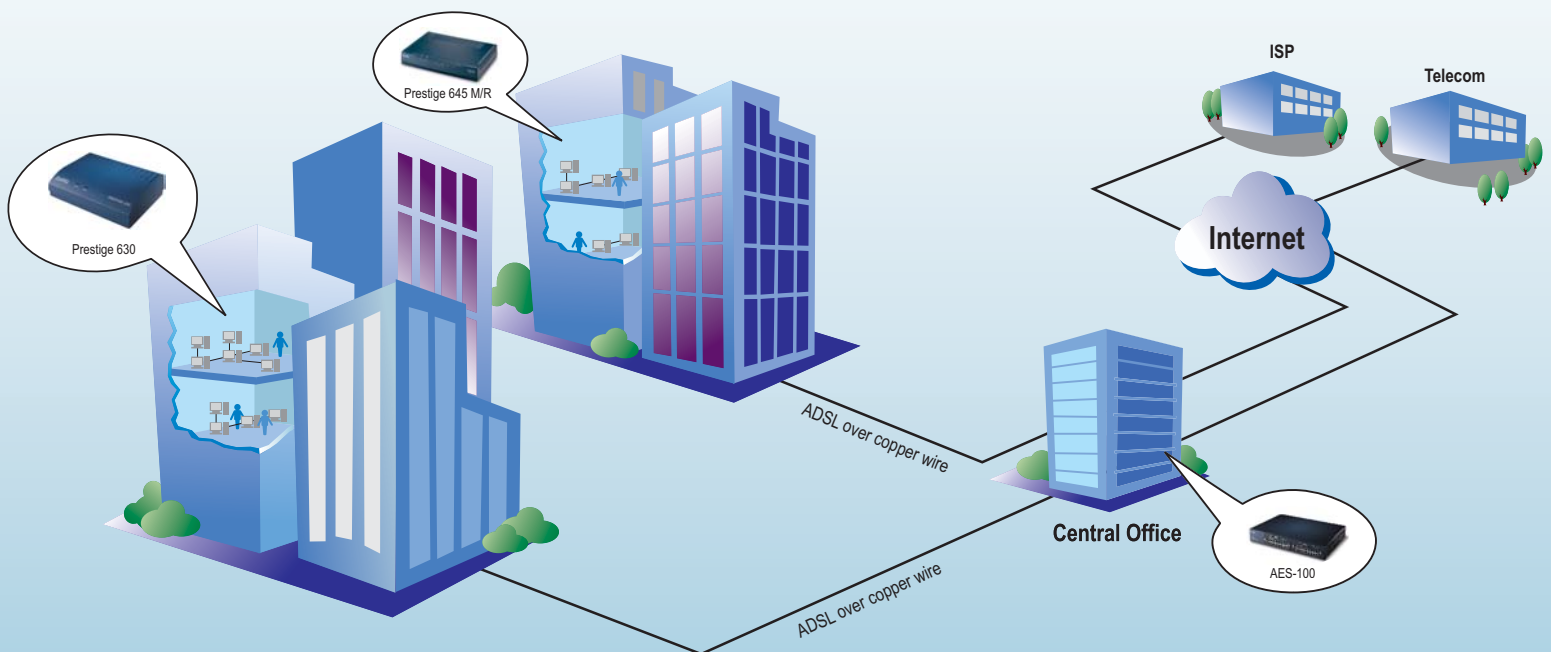 Prestige 645 M/R
Prestige 630
ISP
Telecom
Internet
ADSL over copper wire
Central Office
AES-100
ADSL over copper wire